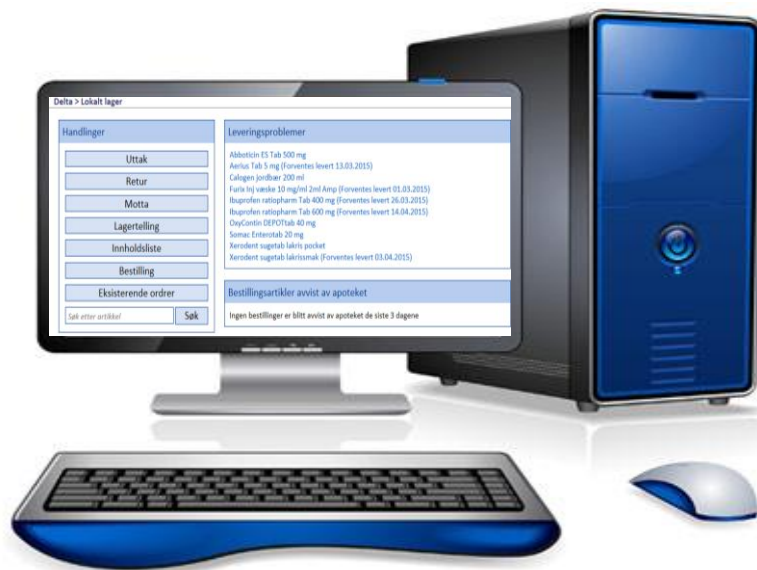 Delta > Lokalt lager
Handlinger
Uttak
Retur
Motta
Lagertelling
Innholdsliste
Bestilling
Eksisterende ordrer
Søk etter artikkel
Søk
Leveringsproblemer
Abboticin ES Tab 500 mg
Aerius Tab 5 mg (Forventes levert 13.03.2015)
Calogen jordbær 200 ml
Furix Inj væske 10 mg/ml 2ml Amp (Forventes levert 01.03.2015)
Ibuprofen ratiopharm Tab 400 mg (Forventes levert 26.03.2015)
Ibuprofen ratiopharm Tab 600 mg (Forventes levert 14.04.2015)
OxyContin DEPOTtab 40 mg
Somac Enterotab 20 mg
Xerodent sugetab lakris pocket
Xerodent sugetab lakrissmak (Forventes levert 03.04.2015)
Bestillingsartikler avvist av apoteket
Ingen bestillinger er blitt avvist av apoteket de siste 3 dagene